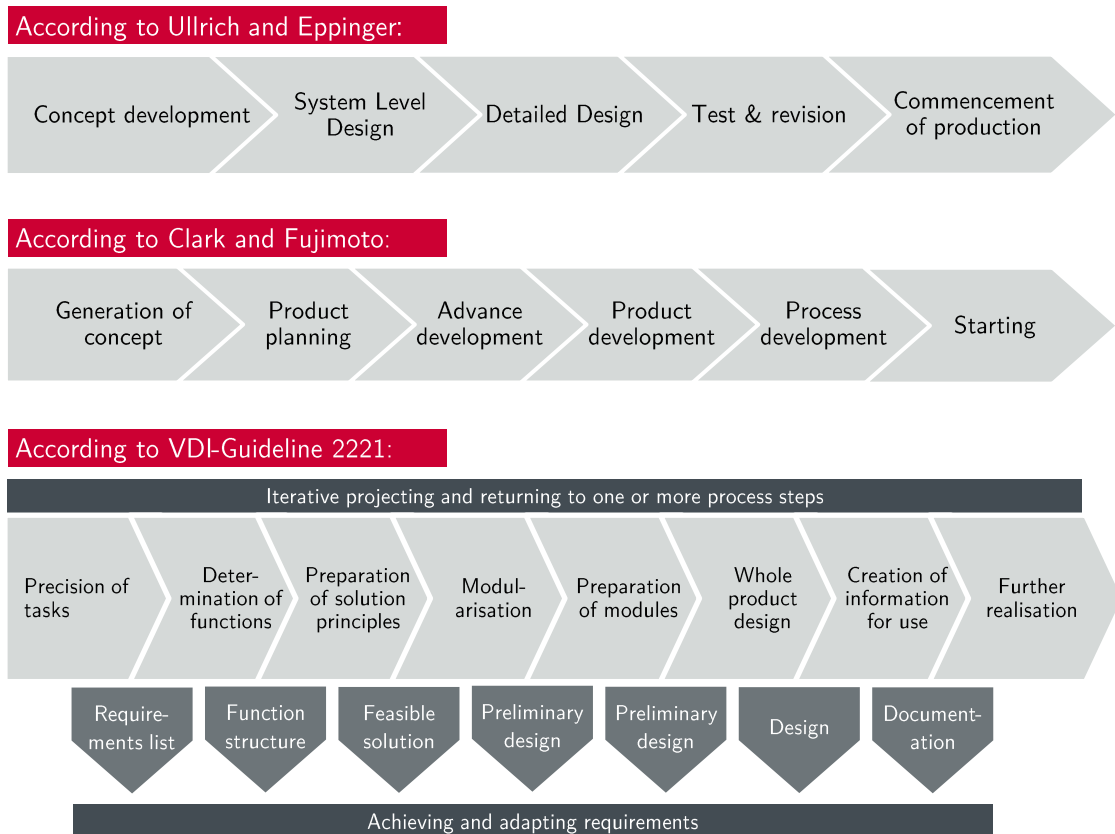 According to Ullrich and Eppinger:
Concept development
System Level
Design
Detailed Design
Test & revision
Commencement
of production
According to Clark and Fujimoto:
Generation of
concept
Product
planning
Advance
development
Product
development
Process
development
Starting
According to VDI-Guideline 2221:
Iterative projecting and returning to one or more process steps
Precision of
tasks
Deter-
mination of
functions
Preparation
of solution
principles
Modul-
arisation
Preparation
of modules
Whole
product
design
Creation of
information
for use
Further
realisation
Require-
ments list
Function
structure
Feasible
solution
Preliminary
design
Preliminary
design
Design
Document-
ation
Achieving and adapting requirements